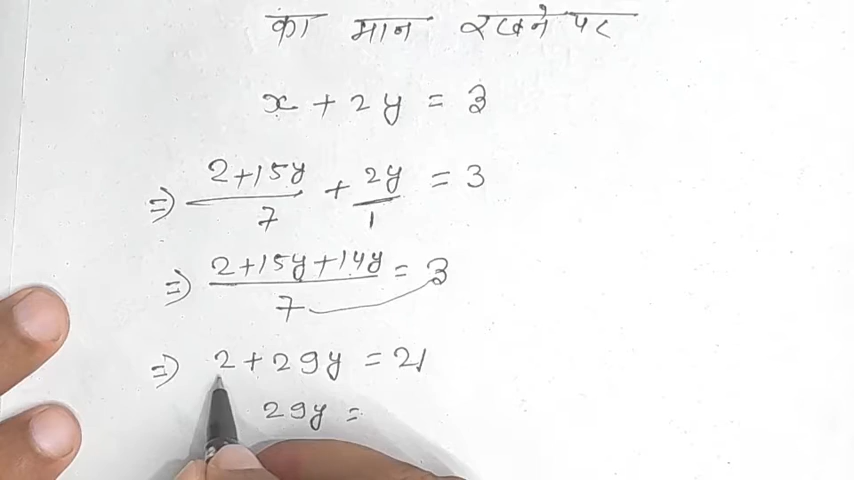 का मान रखने पर
x + 2y = 3
⇒ 2+15y/7 + 2y/1 = 3
⇒ 2+15y+14y/7 = 3
⇒ 2 + 29y = 21
29y =